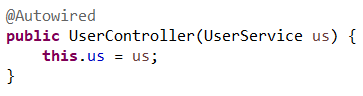 @Autowired
public UserController(UserService us) {
    this.us = us;
}